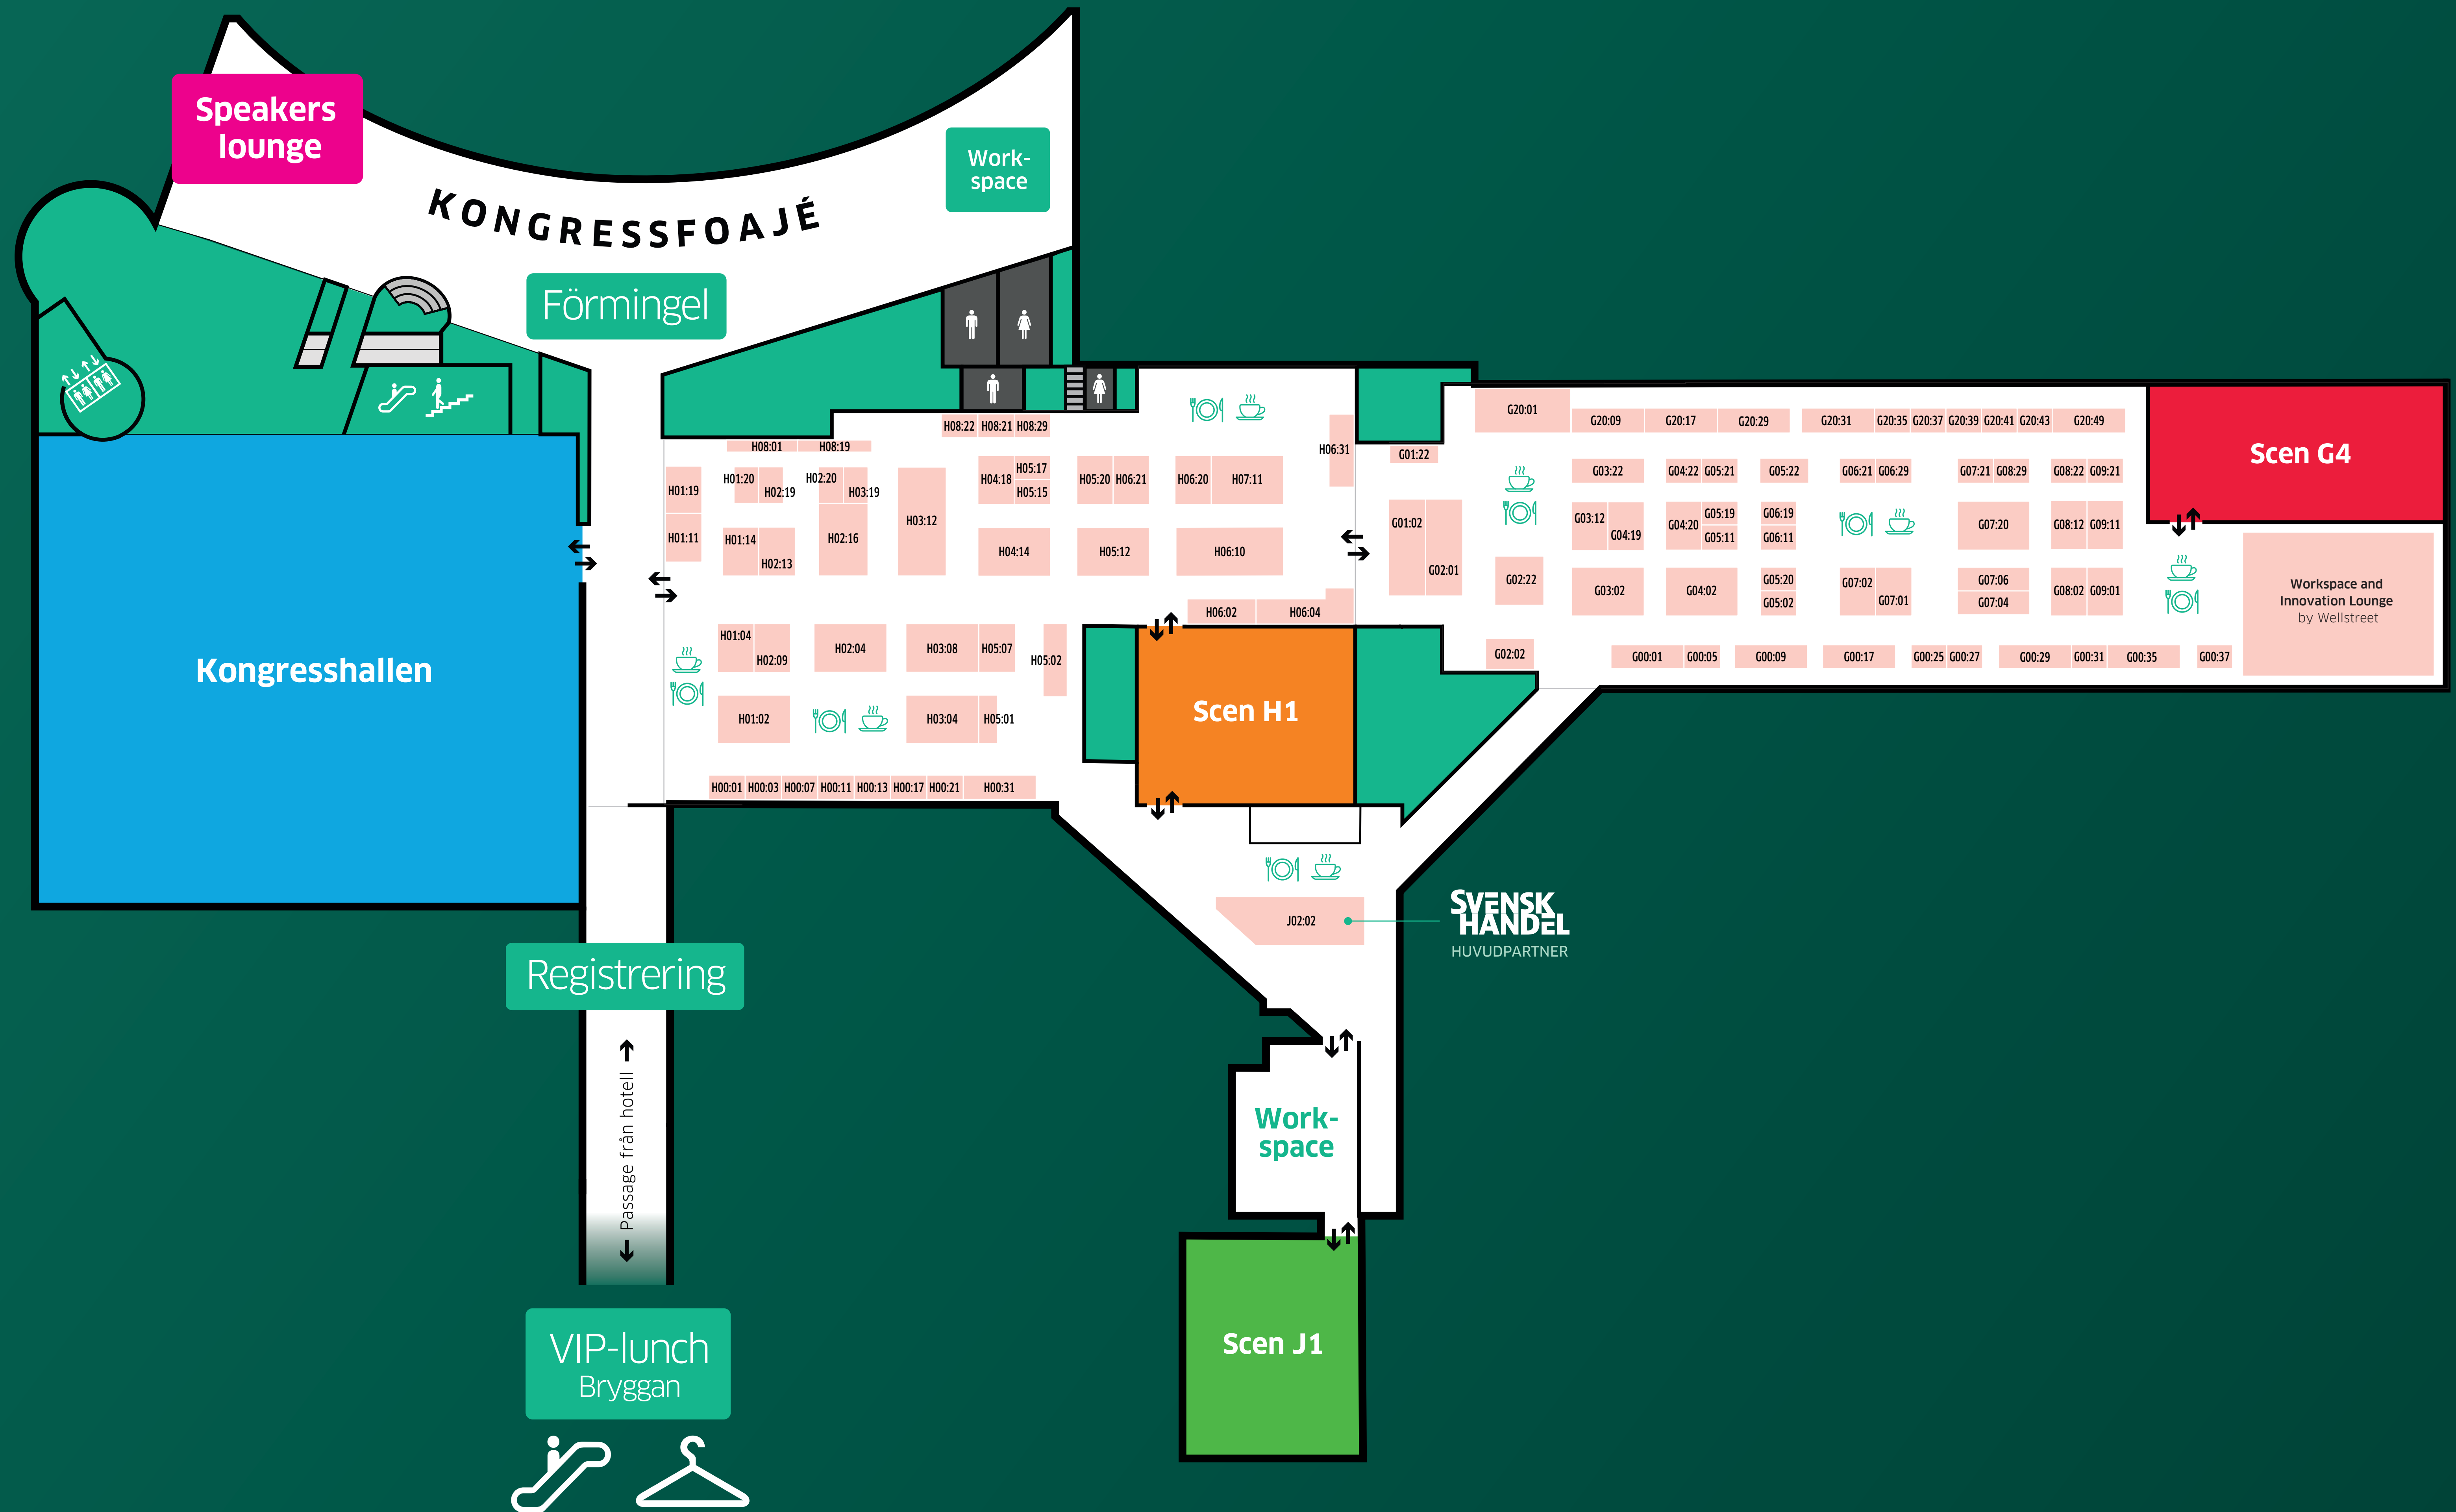 Speakers
lounge
Work-
space
KONGRESSFOAJÉ
Förmingel
Kongresshallen
H08:22 H08:21 H08:29
H08:01 H08:19
H06:31
H01:19
H01:20
H02:19
H02:20
H03:19
H03:12
H04:18
H05:17
H05:15
H05:20 H06:21
H06:20 H07:11
H01:11
H01:14
H02:13
H02:16
H04:14
H05:12
H06:10
H06:02 H06:04
H01:04
H02:09
H02:04
H03:08 H05:07
H05:02
H01:02
H03:04 H05:01
H00:01 H00:03 H00:07 H00:11 H00:13 H00:17 H00:21 H00:31
Scen H1
G20:01
G20:09 G20:17 G20:29 G20:31 G20:35 G20:37 G20:39 G20:41 G20:43 G20:49
G01:22
G03:22 G04:22 G05:21 G05:22 G06:21 G06:29 G07:21 G08:29 G08:22 G09:21
G01:02
G02:01
G03:12
G04:19
G04:20
G05:19
G05:11
G06:19
G06:11
G07:20
G08:12 G09:11
G02:22
G03:02
G04:02
G05:20
G05:02
G07:02
G07:01
G07:06
G07:04
G08:02 G09:01
G02:02
G00:01 G00:05 G00:09 G00:17 G00:25 G00:27 G00:29 G00:31 G00:35 G00:37
Scen G4
Workspace and
Innovation Lounge
by Wellstreet
J02:02
SVENSK
HANDEL
HUVUDPARTNER
Registrering
Passage från hotell
Work-
space
Scen J1
VIP-lunch
Bryggan